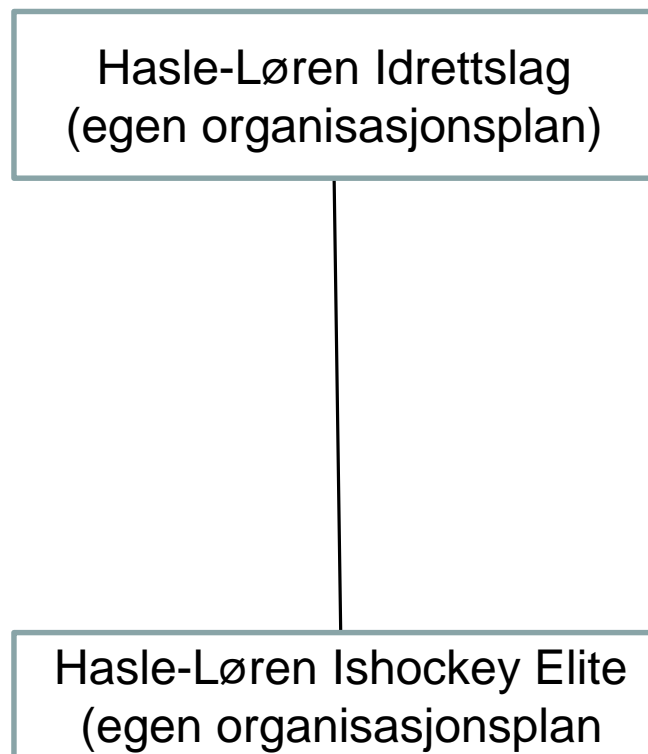 Hasle-Løren Idrettslag
(egen organisasjonsplan)
Hasle-Løren Ishockey Elite
(egen organisasjonsplan